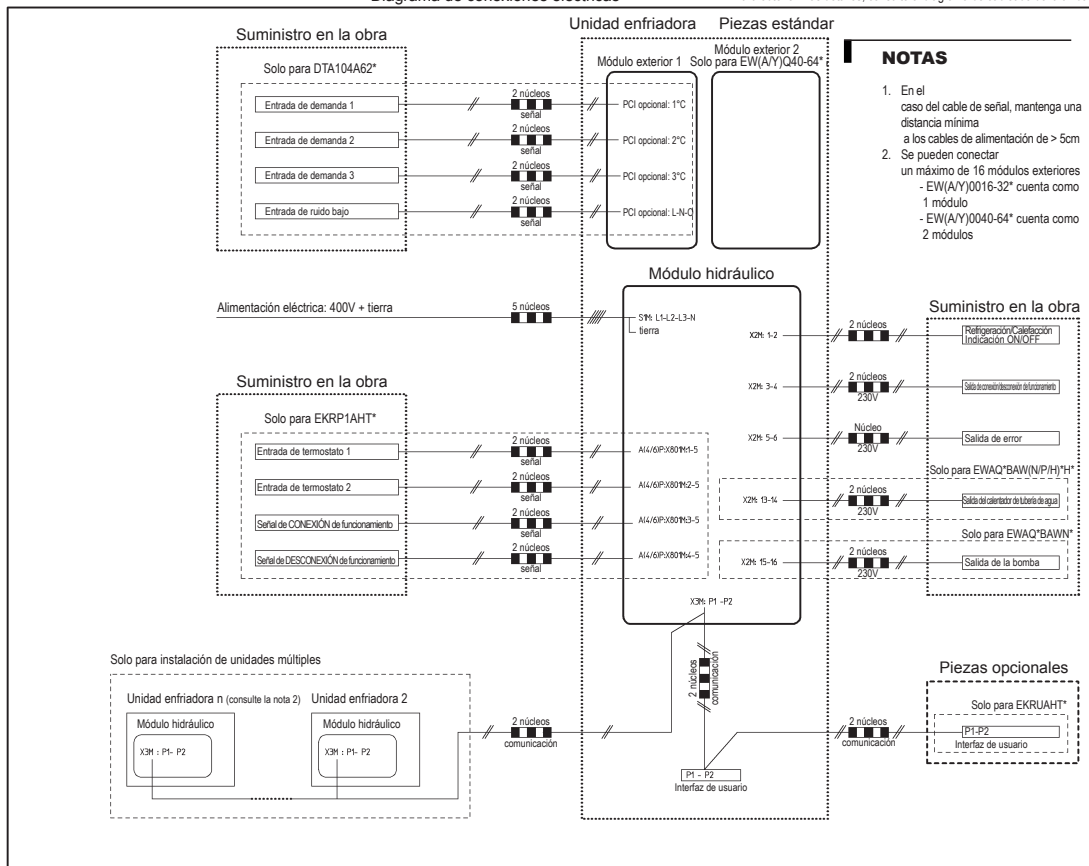 Diagrama de conexiones eléctricas
Unidad enfriadora
Piezas estándar
Suministro en la obra
Solo para DTA104A62*
Módulo exterior 1
Módulo exterior 2
Solo para EW(A/Y)Q40-64*
NOTAS
1. En el
caso del cable de señal, mantenga una
distancia mínima
a los cables de alimentación de > 5cm
2. Se pueden conectar
un máximo de 16 módulos exteriores
- EW(A/Y)0016-32* cuenta como
1 módulo
- EW(A/Y)0040-64* cuenta como
2 módulos
Entrada de demanda 1
2 núcleos
señal
PCI opcional: 1°C
Entrada de demanda 2
2 núcleos
señal
PCI opcional: 2°C
Entrada de demanda 3
2 núcleos
señal
PCI opcional: 3°C
Entrada de ruido bajo
2 núcleos
señal
PCI opcional: L-N-C
Módulo hidráulico
Alimentación eléctrica: 400V + tierra
5 núcleos
S1M: L1-L2-L3-N
tierra
Suministro en la obra
X2M: 1-2
2 núcleos
Refrigeración/Calefacción
Indicación ON/OFF
X2M: 3-4
2 núcleos
230V
Salida de conexión/desconexión de funcionamiento
X2M: 5-6
Núcleo
230V
Salida de error
Solo para EWAQ*BAW(N/P/H)*H*
X2M: 13-14
2 núcleos
230V
Salida del calentador de tubería de agua
Solo para EWAQ*BAWN*
X2M: 15-16
2 núcleos
230V
Salida de la bomba
Suministro en la obra
Solo para EKRP1AHT*
Entrada de termostato 1
2 núcleos
señal
A(4/6)P:X801M:1-5
Entrada de termostato 2
2 núcleos
señal
A(4/6)P:X801M:2-5
Señal de CONEXIÓN de funcionamiento
2 núcleos
señal
A(4/6)P:X801M:3-5
Señal de DESCONEXIÓN de funcionamiento
2 núcleos
señal
A(4/6)P:X801M:4-5
X3M: P1 -P2
2 núcleos
comunicación
Solo para instalación de unidades múltiples
Unidad enfriadora n (consulte la nota 2)
Unidad enfriadora 2
Módulo hidráulico
Módulo hidráulico
X3M : P1- P2
X3M : P1- P2
2 núcleos
comunicación
P1 - P2
Interfaz de usuario
2 núcleos
comunicación
Piezas opcionales
Solo para EKRUAHT*
P1-P2
Interfaz de usuario